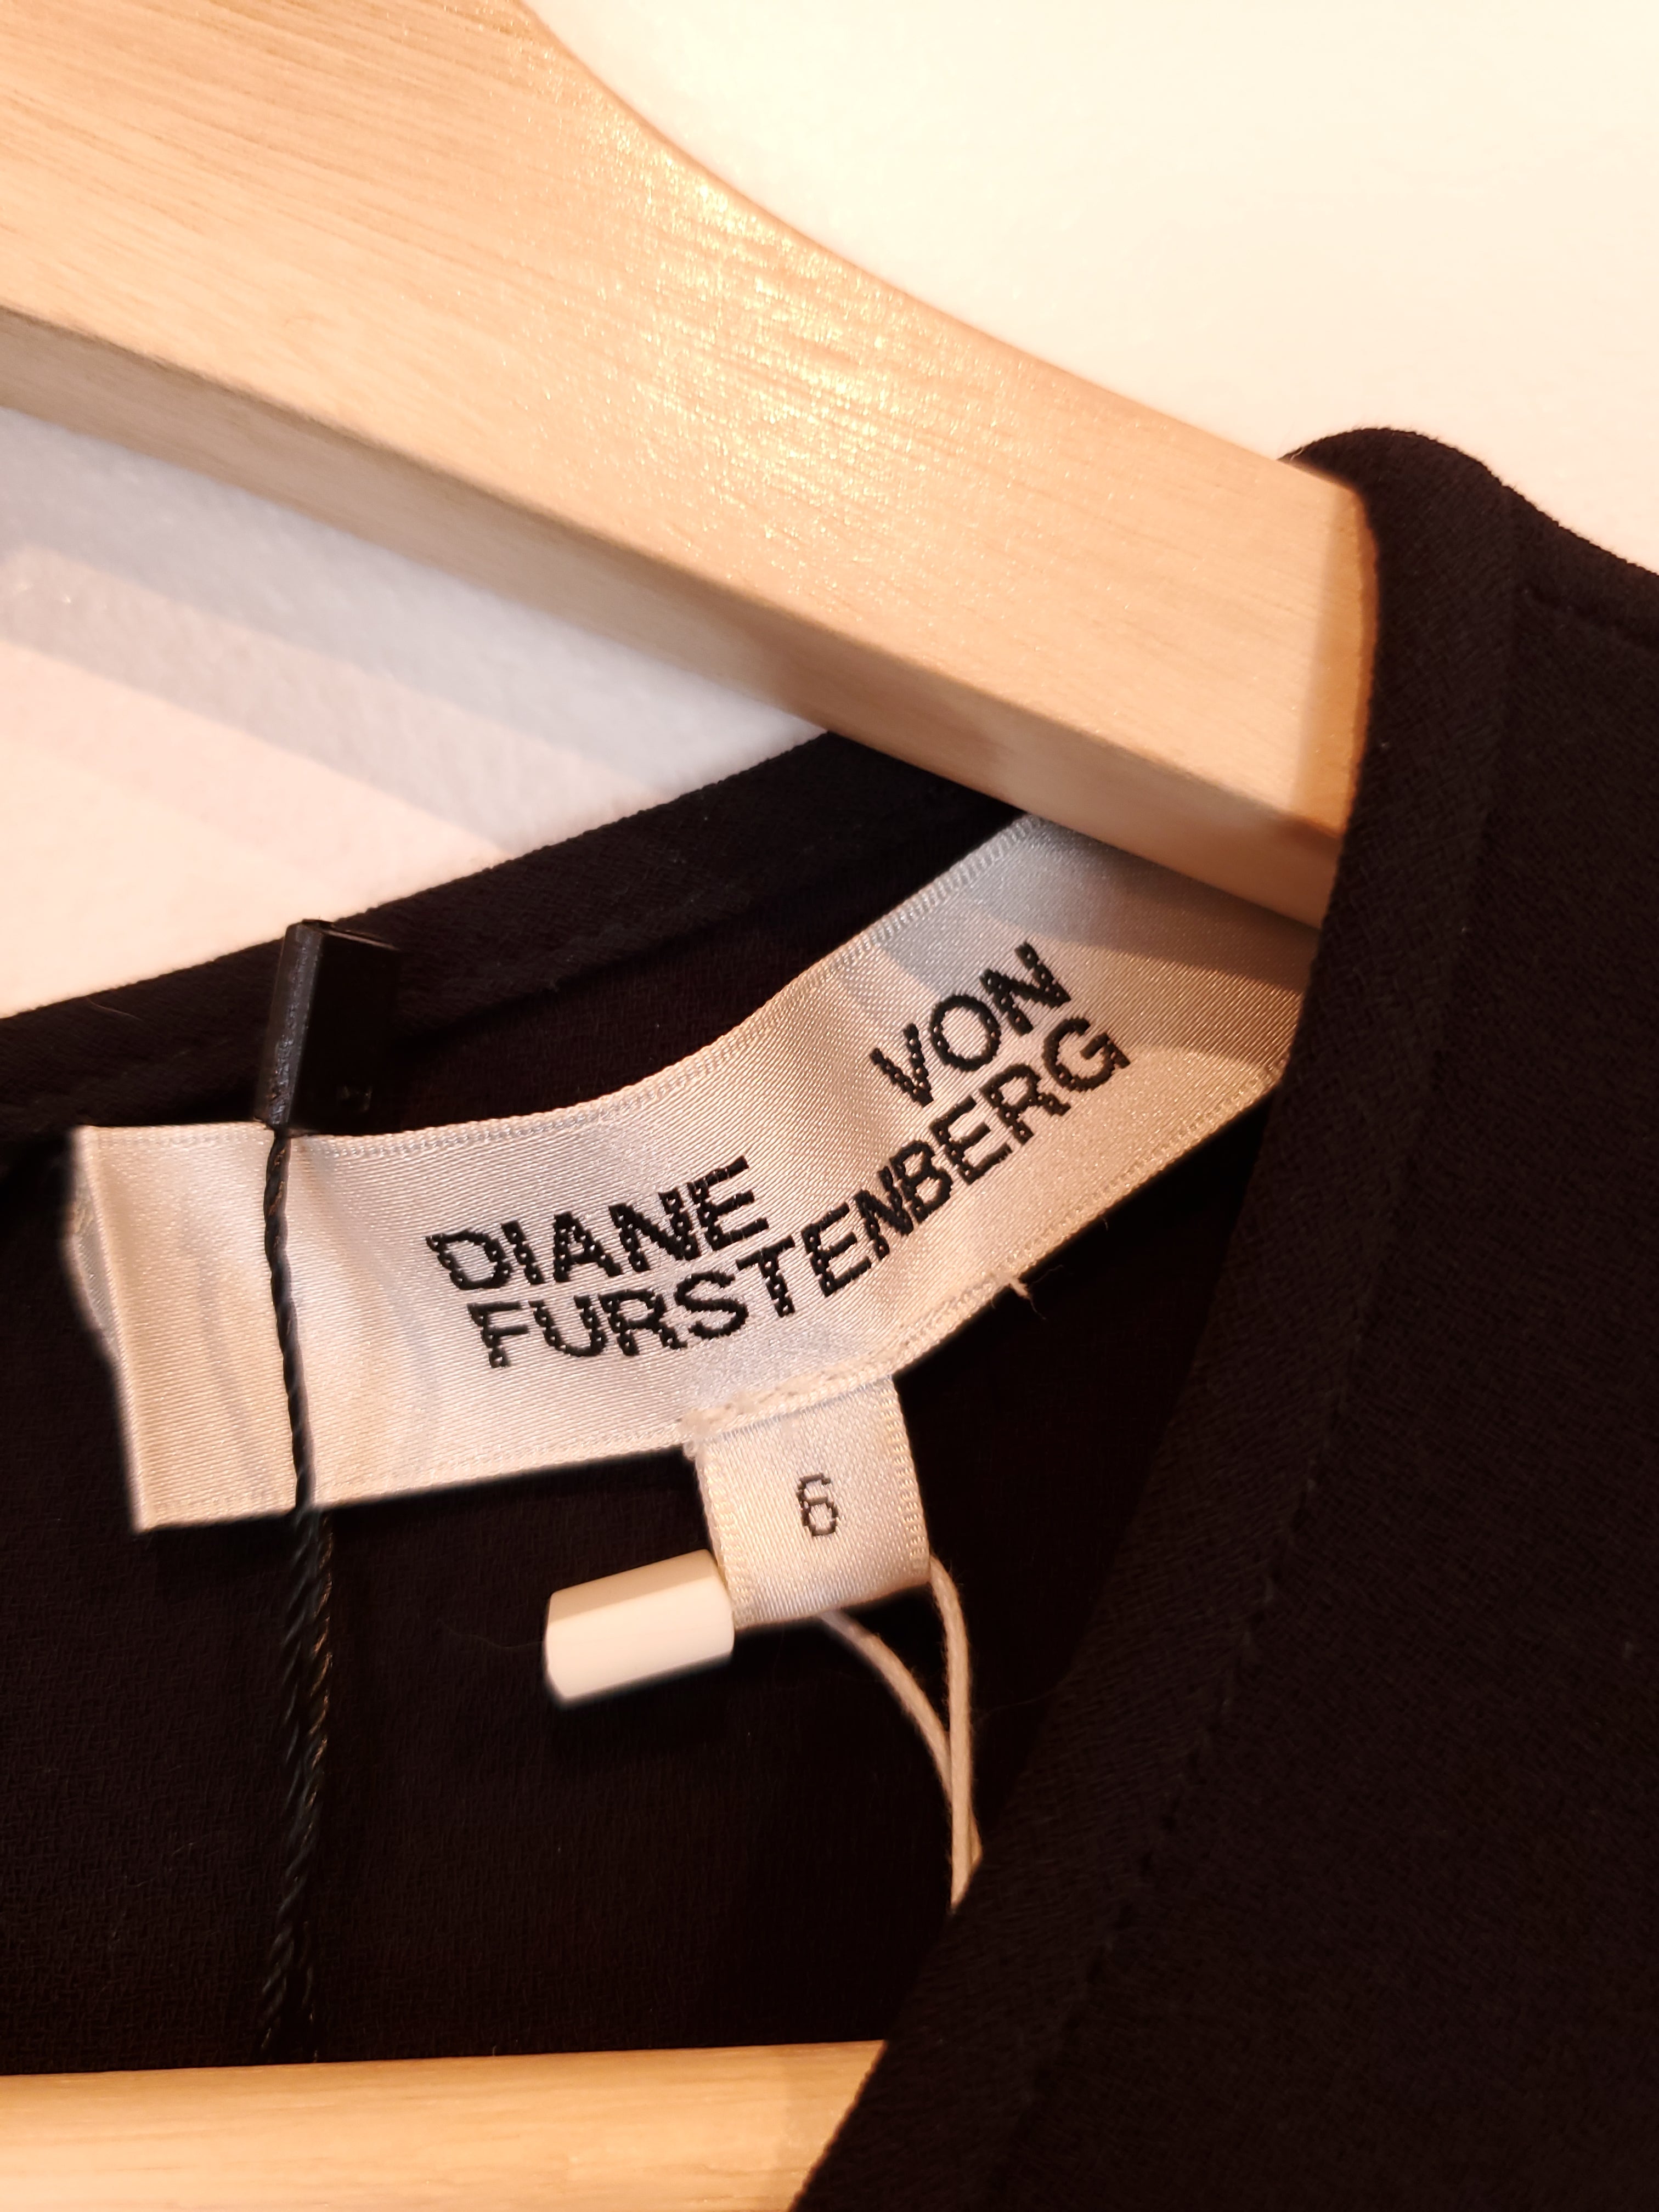 DIANE VON
FURSTENBERG
6